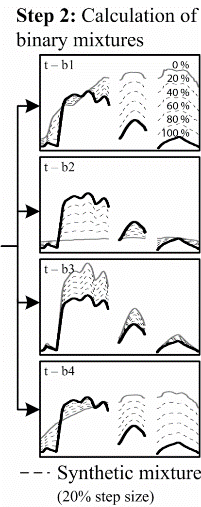 Step 2: Calculation of
binary mixtures
t – b1
0 %
20 %
40 %
60 %
80 %
100 %
t – b2
t – b3
t – b4
--- Synthetic mixture
(20% step size)